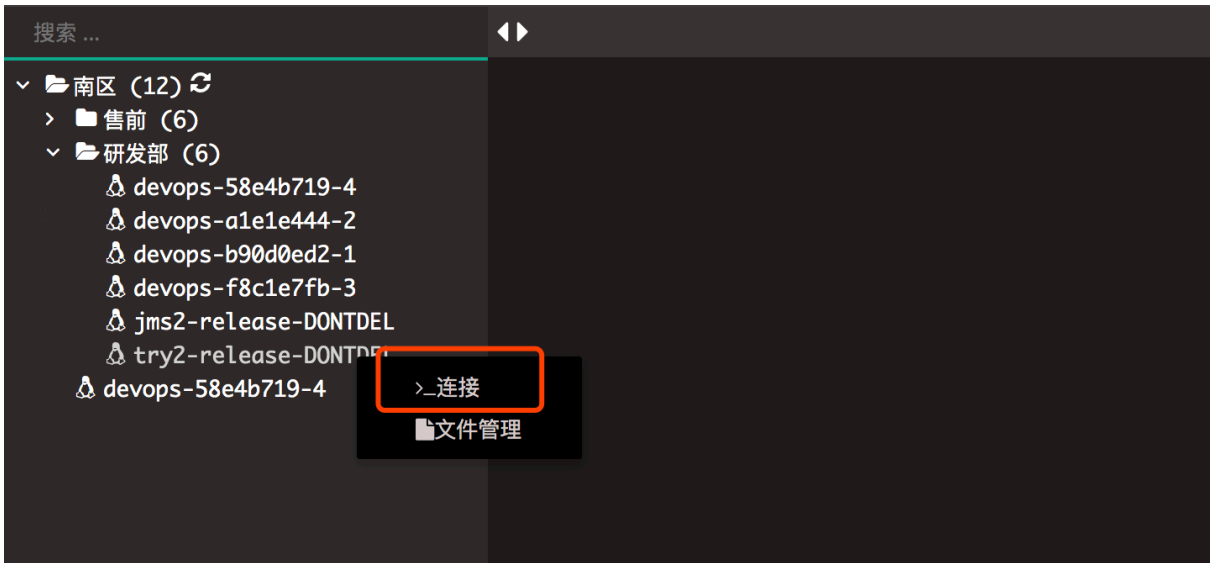 搜索 ...
南区 (12)
售前 (6)
研发部 (6)
devops-58e4b719-4
devops-a1e1e444-2
devops-b90d0ed2-1
devops-f8c1e7fb-3
jms2-release-DONTDEL
try2-release-DONTDEL
devops-58e4b719-4
>_连接
文件管理